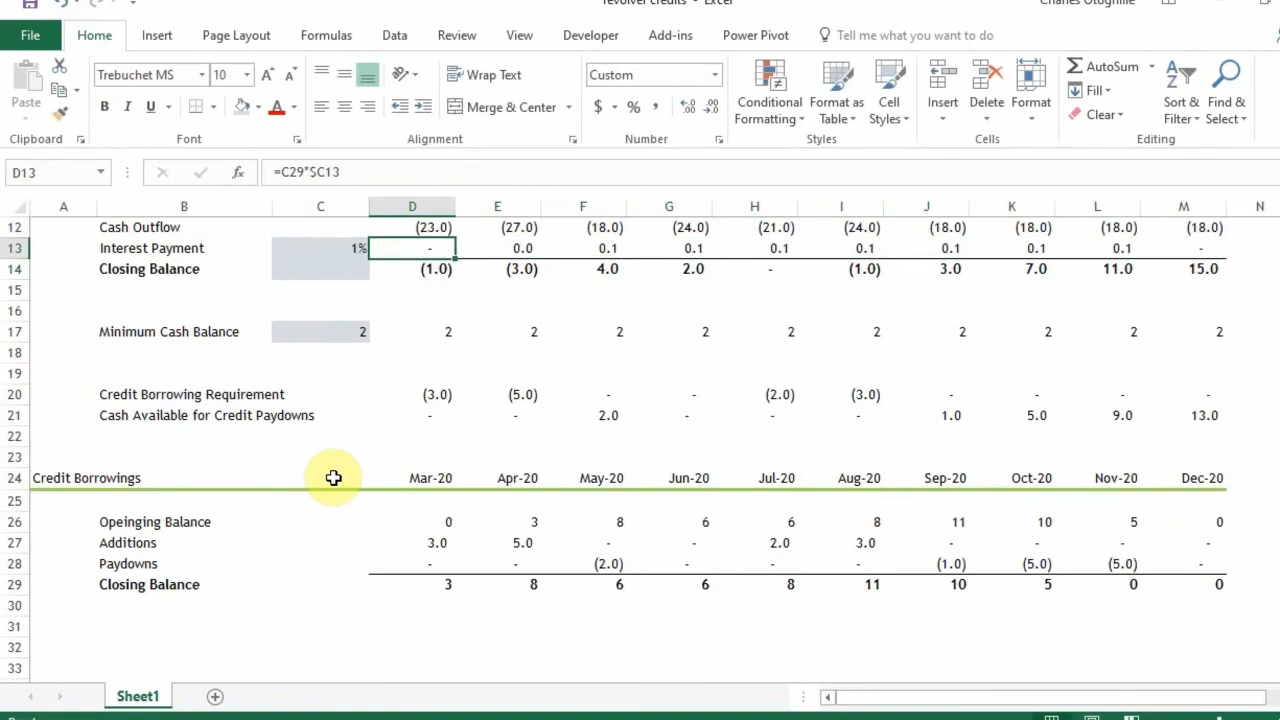 revolver credits - Excel
Charles Otoghile
File Home Insert Page Layout Formulas Data Review View Developer Add-ins Power Pivot Tell me what you want to do
Trebuchet MS 10 A A Wrap Text Custom AutoSum
Paste B I U A Merge & Center $ % , Conditional Format as Cell Insert Delete Format Fill Sort & Find &
Formatting Table Styles Clear Filter Select
Clipboard Font Alignment Number Styles Cells Editing
D13 fx =C29*$C13
A B C D E F G H I J K L M N
12 Cash Outflow (23.0) (27.0) (18.0) (24.0) (21.0) (24.0) (18.0) (18.0) (18.0) (18.0)
13 Interest Payment 1% - 0.0 0.1 0.1 0.1 0.1 0.1 0.1 0.1 -
14 Closing Balance (1.0) (3.0) 4.0 2.0 - (1.0) 3.0 7.0 11.0 15.0
15
16
17 Minimum Cash Balance 2 2 2 2 2 2 2 2 2 2 2
18
19
20 Credit Borrowing Requirement (3.0) (5.0) - - (2.0) (3.0) - - - -
21 Cash Available for Credit Paydowns - - 2.0 - - - 1.0 5.0 9.0 13.0
22
23
24 Credit Borrowings Mar-20 Apr-20 May-20 Jun-20 Jul-20 Aug-20 Sep-20 Oct-20 Nov-20 Dec-20
25
26 Opeinging Balance 0 3 8 6 6 8 11 10 5 0
27 Additions 3.0 5.0 - - 2.0 3.0 - - - -
28 Paydowns - - (2.0) - - - (1.0) (5.0) (5.0) -
29 Closing Balance 3 8 6 6 8 11 10 5 0 0
30
31
32
33
Sheet1